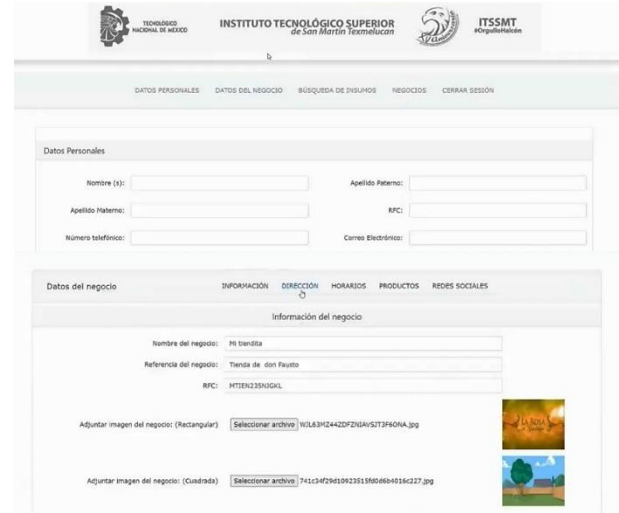 TECNOLÓGICO
NACIONAL DE MÉXICO
INSTITUTO TECNOLÓGICO SUPERIOR
de San Martín Texmelucan
ITSSMT
#OrgulloHalcón
DATOS PERSONALES DATOS DEL NEGOCIO BÚSQUEDA DE INSUMOS NEGOCIOS CERRAR SESIÓN
Datos Personales
Nombre (s): Apellido Paterno:
Apellido Materno: RFC:
Número telefónico: Correo Electrónico:
Datos del negocio INFORMACIÓN DIRECCIÓN HORARIOS PRODUCTOS REDES SOCIALES
Información del negocio
Nombre del negocio: Mi tiendita
Referencia del negocio: Tienda de don Fausto
RFC: MTIEN235N3GKL
Adjuntar imagen del negocio: (Rectangular) Seleccionar archivo WJL63MZ44ZDFZNIAVSJT3F6ONA.jpg
LA ROSA
Adjuntar imagen del negocio: (Cuadrada) Seleccionar archivo 741c34f29d10923515fd0d6b4016c227.jpg